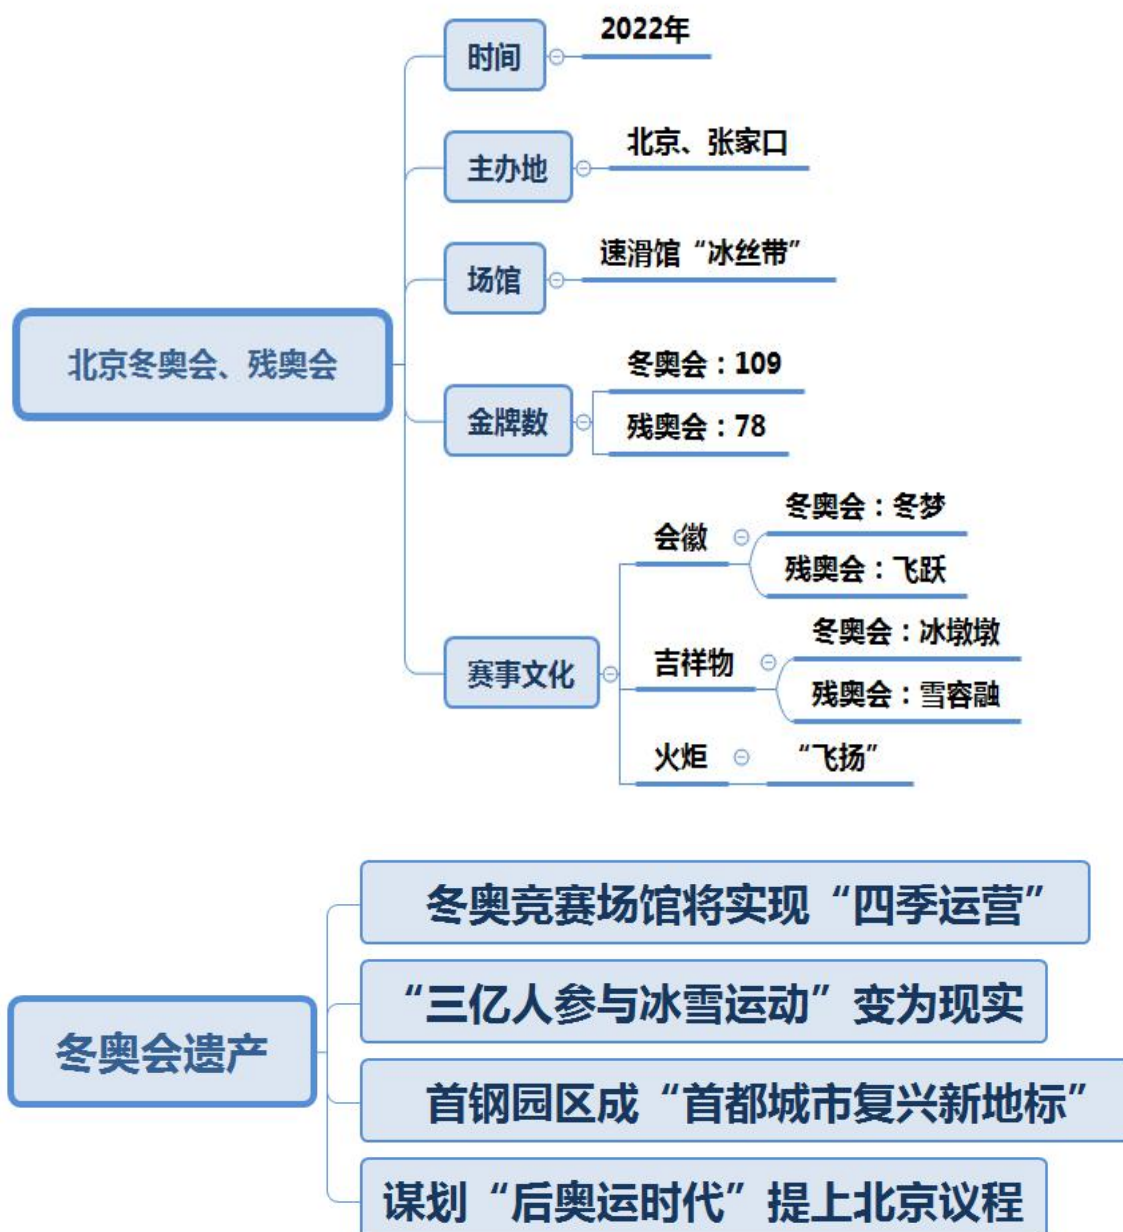 北京冬奥会、残奥会
时间
2022年
主办地
北京、张家口
场馆
速滑馆“冰丝带”
金牌数
冬奥会：109
残奥会：78
赛事文化
会徽
冬奥会：冬梦
残奥会：飞跃
吉祥物
冬奥会：冰墩墩
残奥会：雪容融
火炬
“飞扬”
冬奥会遗产
冬奥竞赛场馆将实现“四季运营”
“三亿人参与冰雪运动”变为现实
首钢园区成“首都城市复兴新地标”
谋划“后奥运时代”提上北京议程